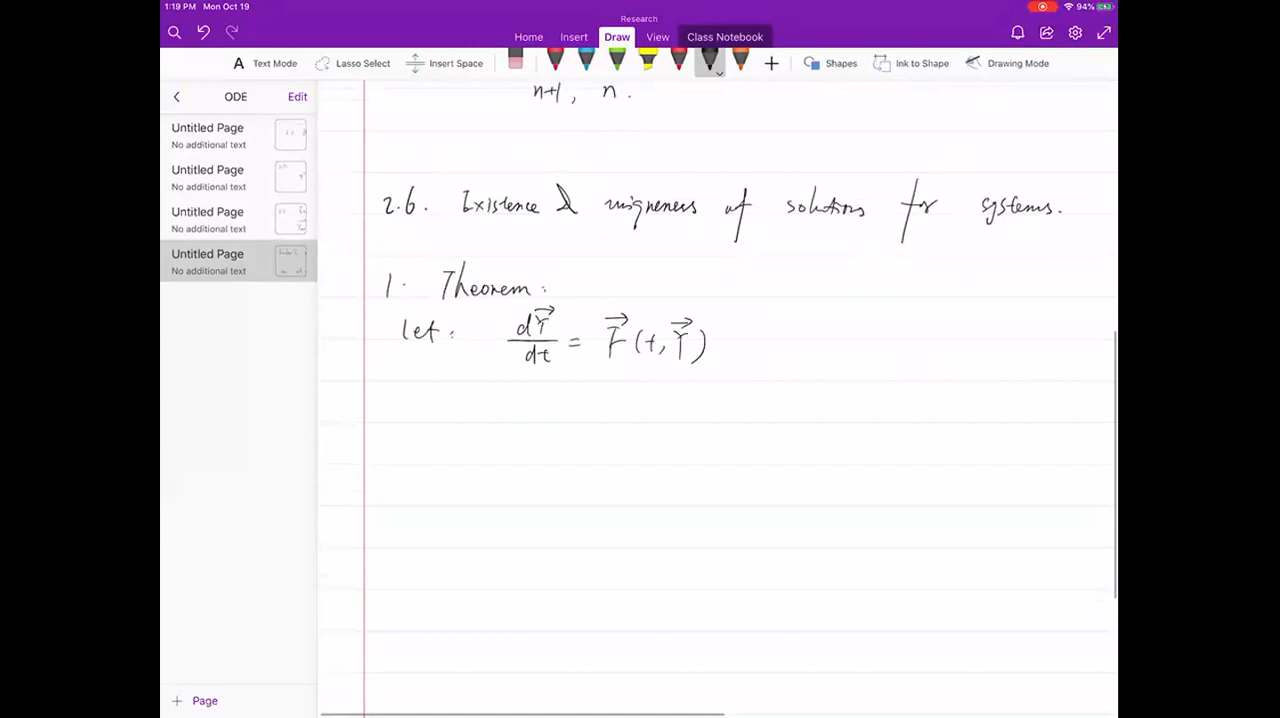 1:19 PM Mon Oct 19
94%
Research
Home Insert Draw View Class Notebook
A Text Mode Lasso Select Insert Space Shapes Ink to Shape Drawing Mode
ODE Edit
Untitled Page
No additional text
Untitled Page
No additional text
Untitled Page
No additional text
Untitled Page
No additional text
+ Page
n+1, n.
2.6. Existence & uniqueness of solutions for systems.
1. Theorem:
let: d\vec{Y}/dt = \vec{F}(t, \vec{Y})